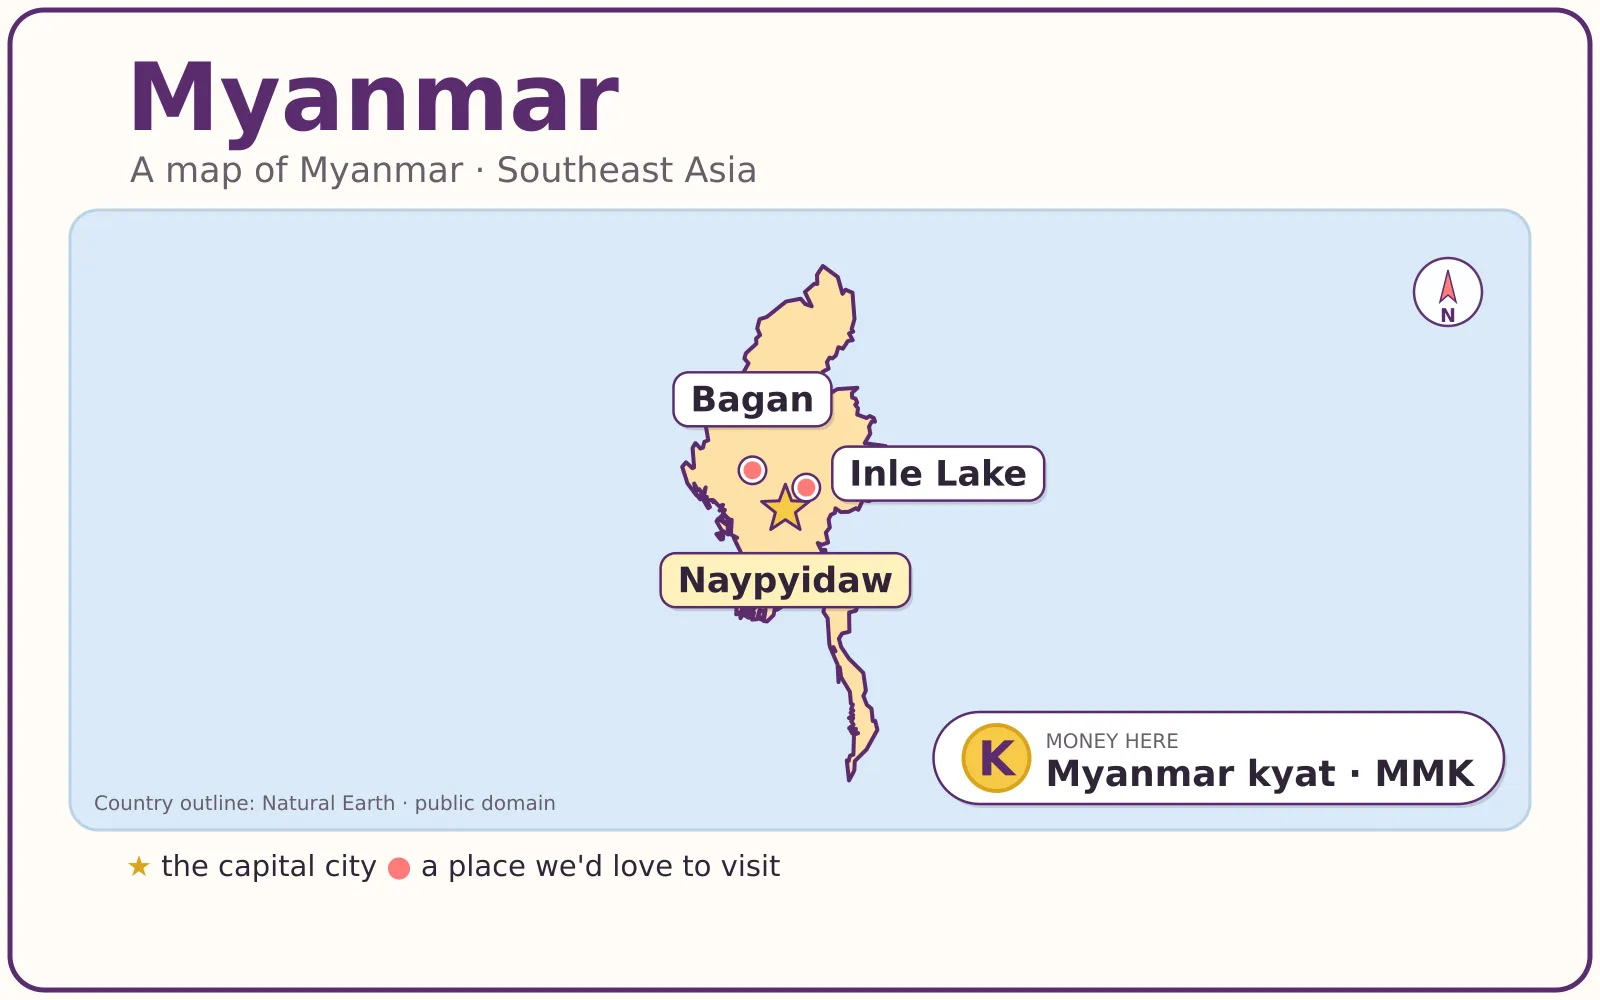 Myanmar
A map of Myanmar · Southeast Asia
N
Bagan
Inle Lake
Naypyidaw
K
MONEY HERE
Myanmar kyat · MMK
Country outline: Natural Earth · public domain
★ the capital city ● a place we'd love to visit